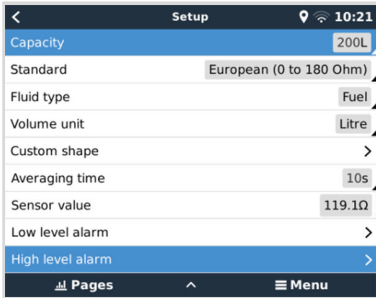 Setup 10:21
Capacity 200L
Standard European (0 to 180 Ohm)
Fluid type Fuel
Volume unit Litre
Custom shape
Averaging time 10s
Sensor value 119.1Ω
Low level alarm
High level alarm
Pages Menu